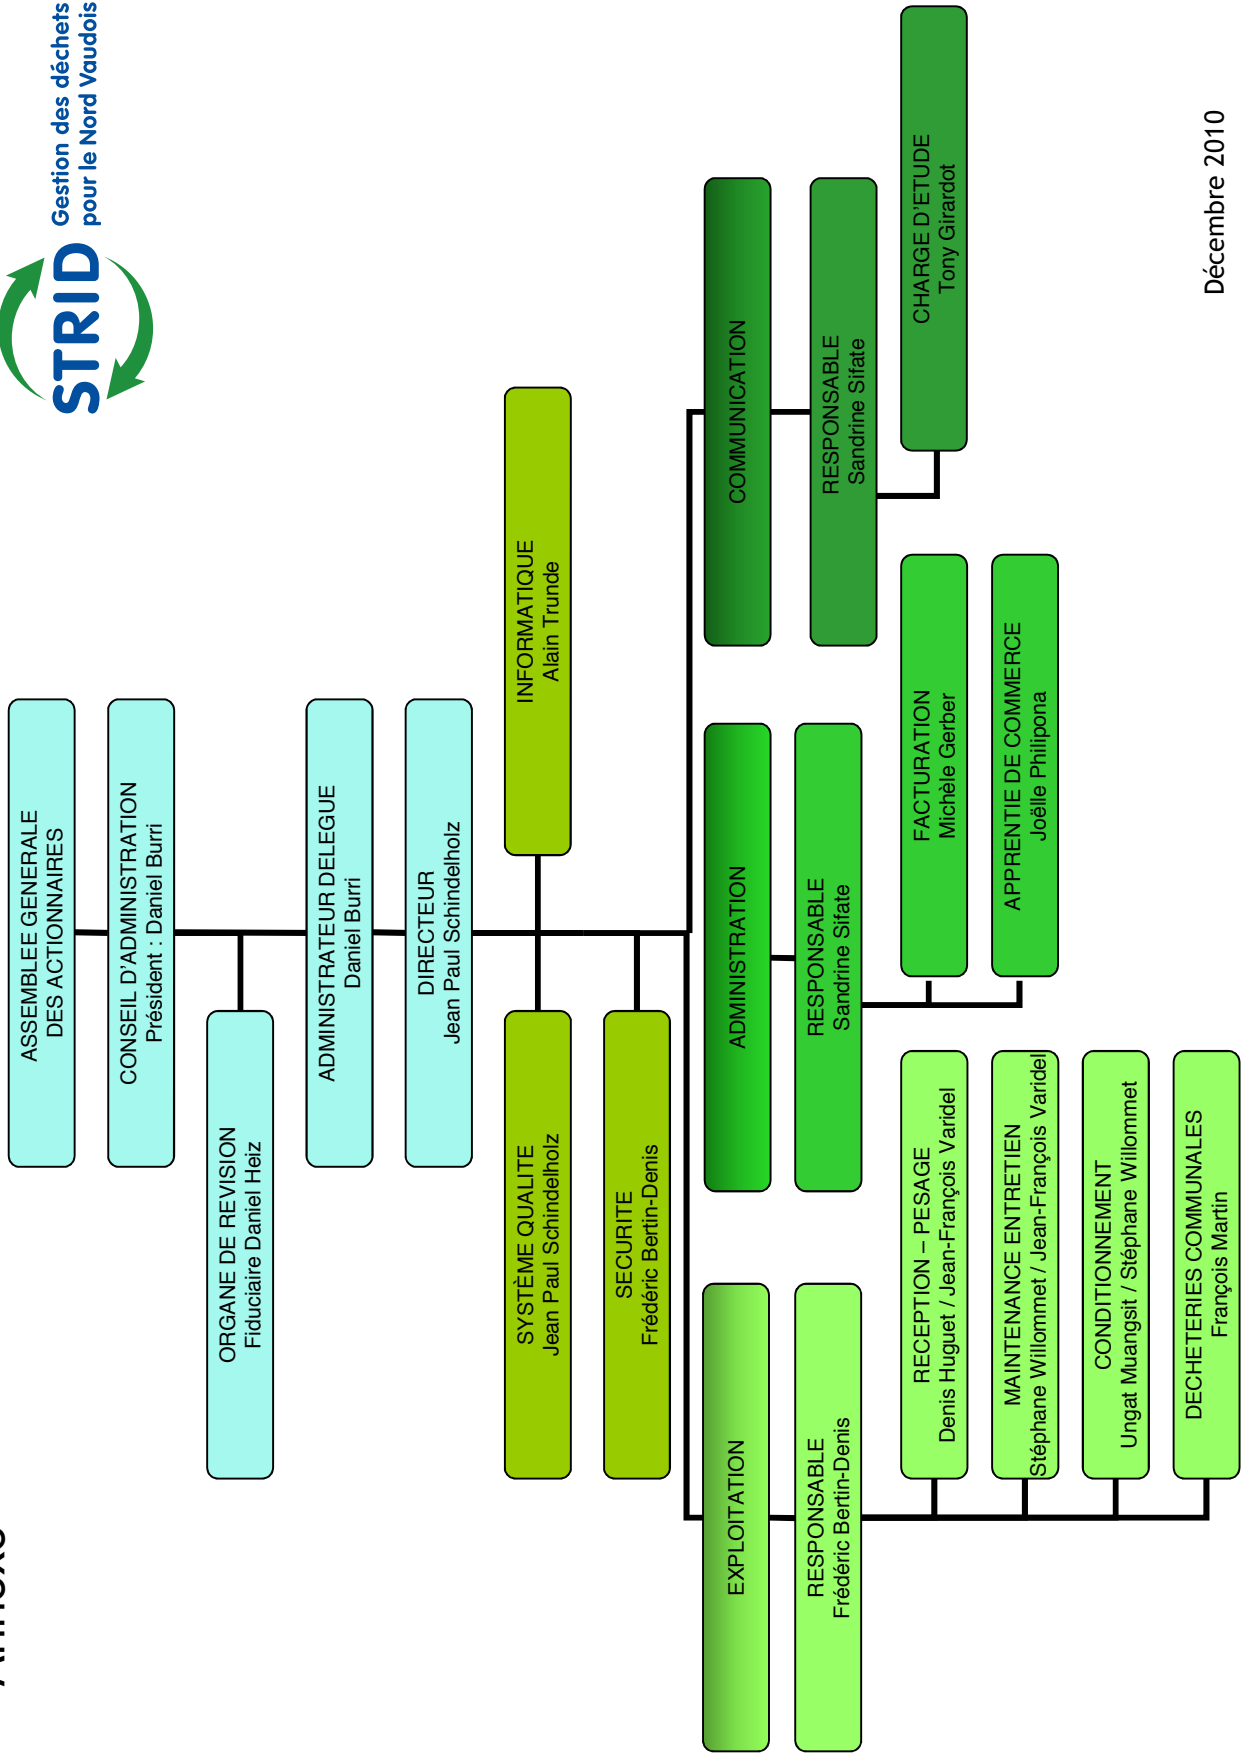 STRID
Gestion des déchets
pour le Nord Vaudois
ASSEMBLEE GENERALE
DES ACTIONNAIRES
CONSEIL D'ADMINISTRATION
Président : Daniel Burri
ORGANE DE REVISION
Fiduciaire Daniel Heiz
ADMINISTRATEUR DELEGUE
Daniel Burri
DIRECTEUR
Jean Paul Schindelholz
SYSTÈME QUALITE
Jean Paul Schindelholz
INFORMATIQUE
Alain Trunde
SECURITE
Frédéric Bertin-Denis
EXPLOITATION
ADMINISTRATION
COMMUNICATION
RESPONSABLE
Frédéric Bertin-Denis
RESPONSABLE
Sandrine Sifate
RESPONSABLE
Sandrine Sifate
RECEPTION – PESAGE
Denis Huguet / Jean-François Varidel
FACTURATION
Michèle Gerber
CHARGE D'ETUDE
Tony Girardot
MAINTENANCE ENTRETIEN
Stéphane Willommet / Jean-François Varidel
APPRENTIE DE COMMERCE
Joëlle Philipona
CONDITIONNEMENT
Ungat Muangsit / Stéphane Willommet
DECHETERIES COMMUNALES
François Martin
Décembre 2010